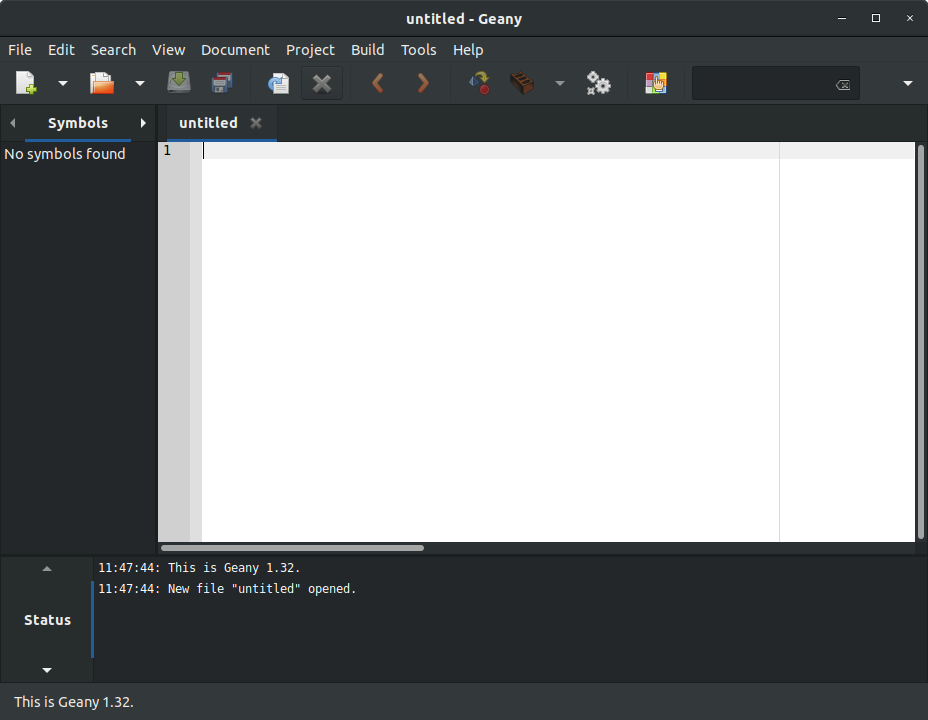 untitled - Geany
File Edit Search View Document Project Build Tools Help
Symbols
untitled
No symbols found
1
11:47:44: This is Geany 1.32.
11:47:44: New file "untitled" opened.
Status
This is Geany 1.32.